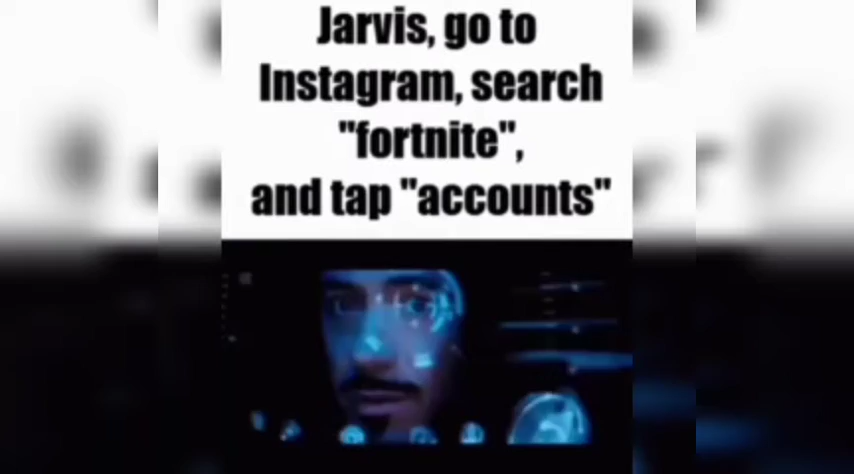 Jarvis, go to
Instagram, search
"fortnite",
and tap "accounts"